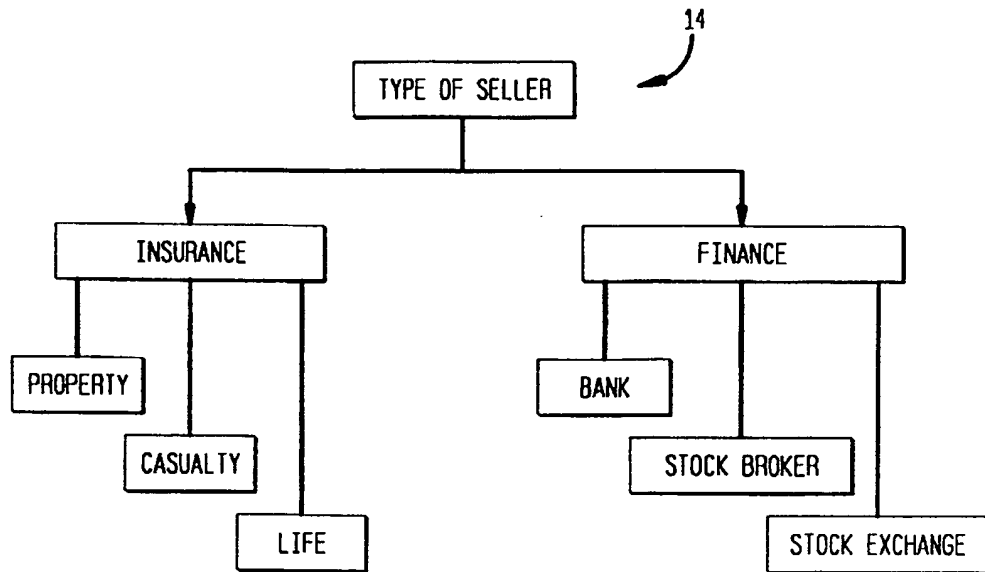 14
TYPE OF SELLER
INSURANCE
FINANCE
PROPERTY
BANK
CASUALTY
STOCK BROKER
LIFE
STOCK EXCHANGE